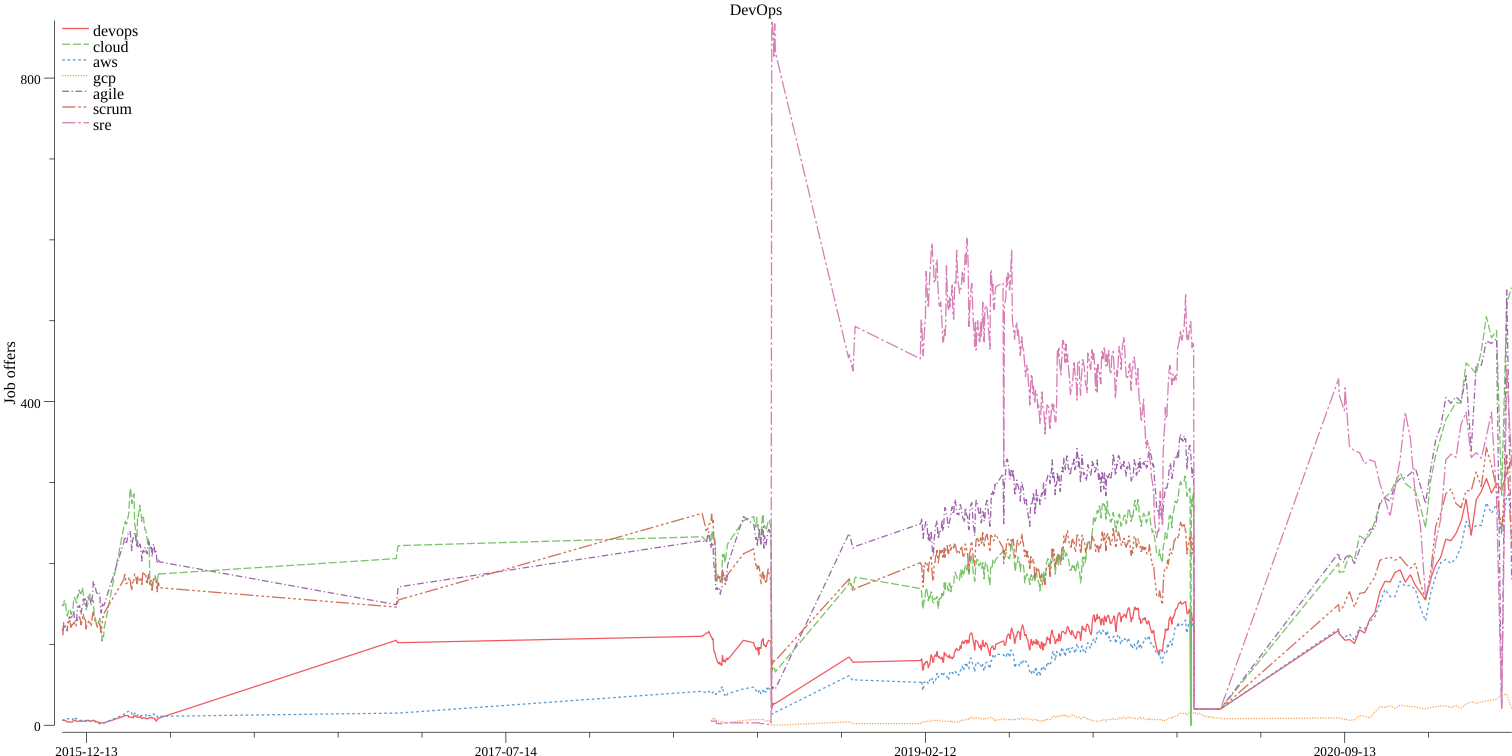 DevOps
devops
cloud
aws
gcp
agile
scrum
sre
800
400
0
Job offers
2015-12-13
2017-07-14
2019-02-12
2020-09-13